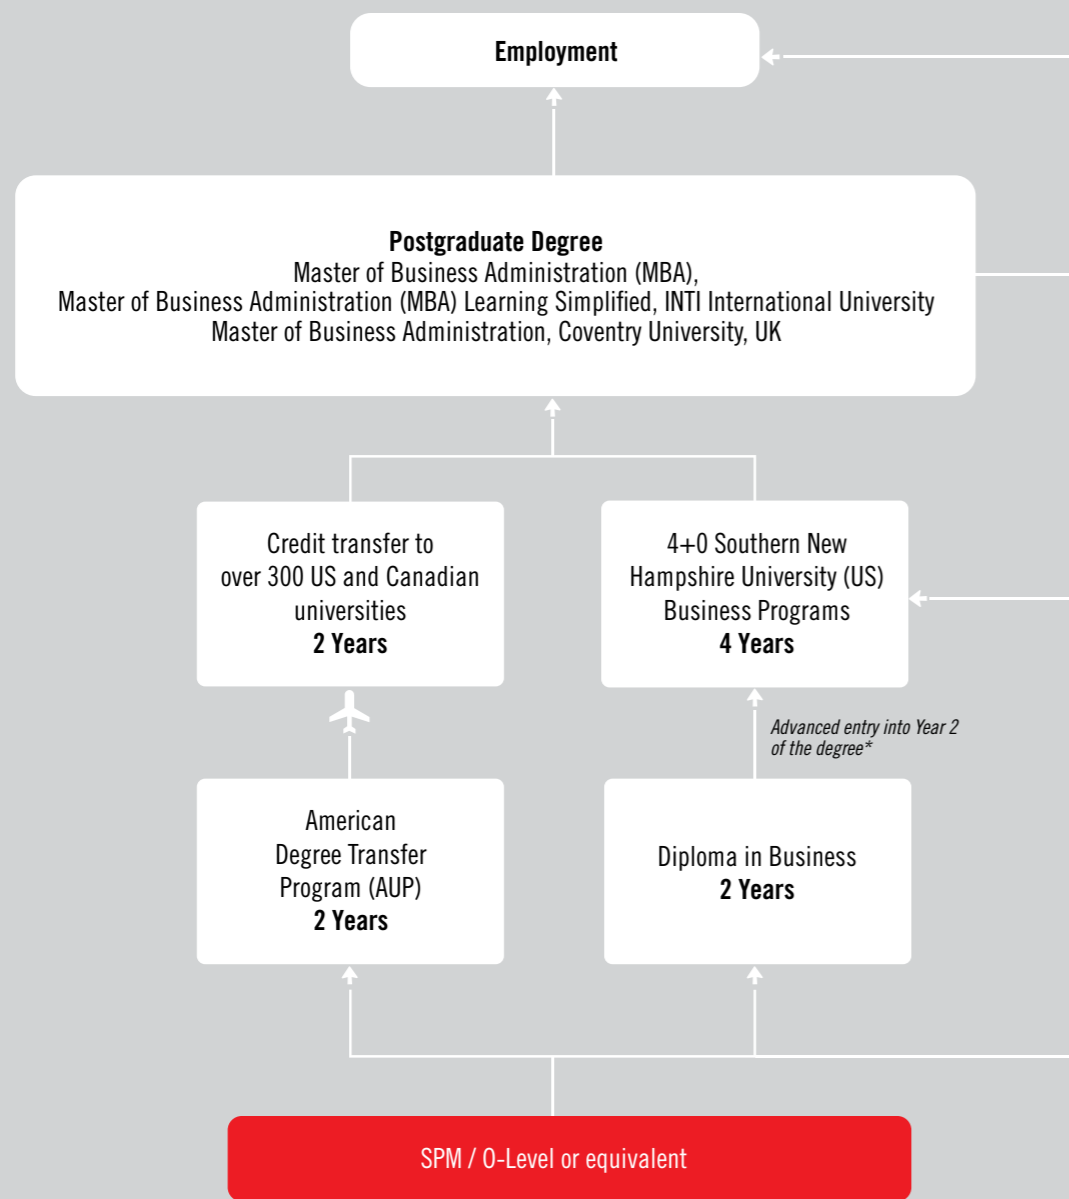 Employment
Postgraduate Degree
Master of Business Administration (MBA),
Master of Business Administration (MBA) Learning Simplified, INTI International University
Master of Business Administration, Coventry University, UK
Credit transfer to
over 300 US and Canadian
universities
2 Years
4+0 Southern New
Hampshire University (US)
Business Programs
4 Years
Advanced entry into Year 2
of the degree*
American
Degree Transfer
Program (AUP)
2 Years
Diploma in Business
2 Years
SPM / O-Level or equivalent